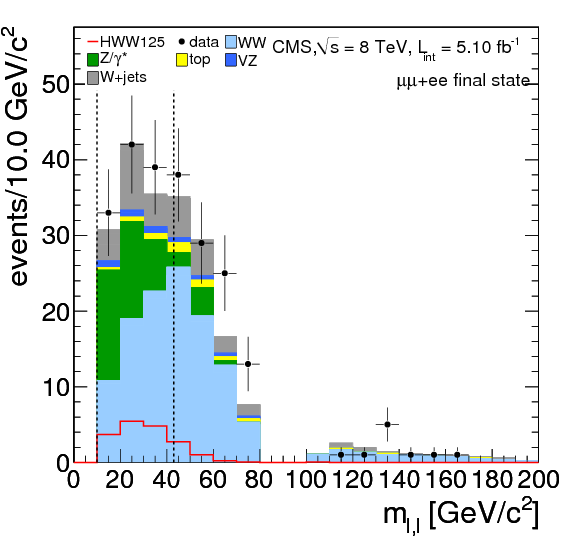 HWW125 data WW CMS,√s = 8 TeV, L_int = 5.10 fb⁻¹
Z/γ* top VZ
W+jets μμ+ee final state
events/10.0 GeV/c²
50
40
30
20
10
0
0 20 40 60 80 100 120 140 160 180 200
m_l,l [GeV/c²]